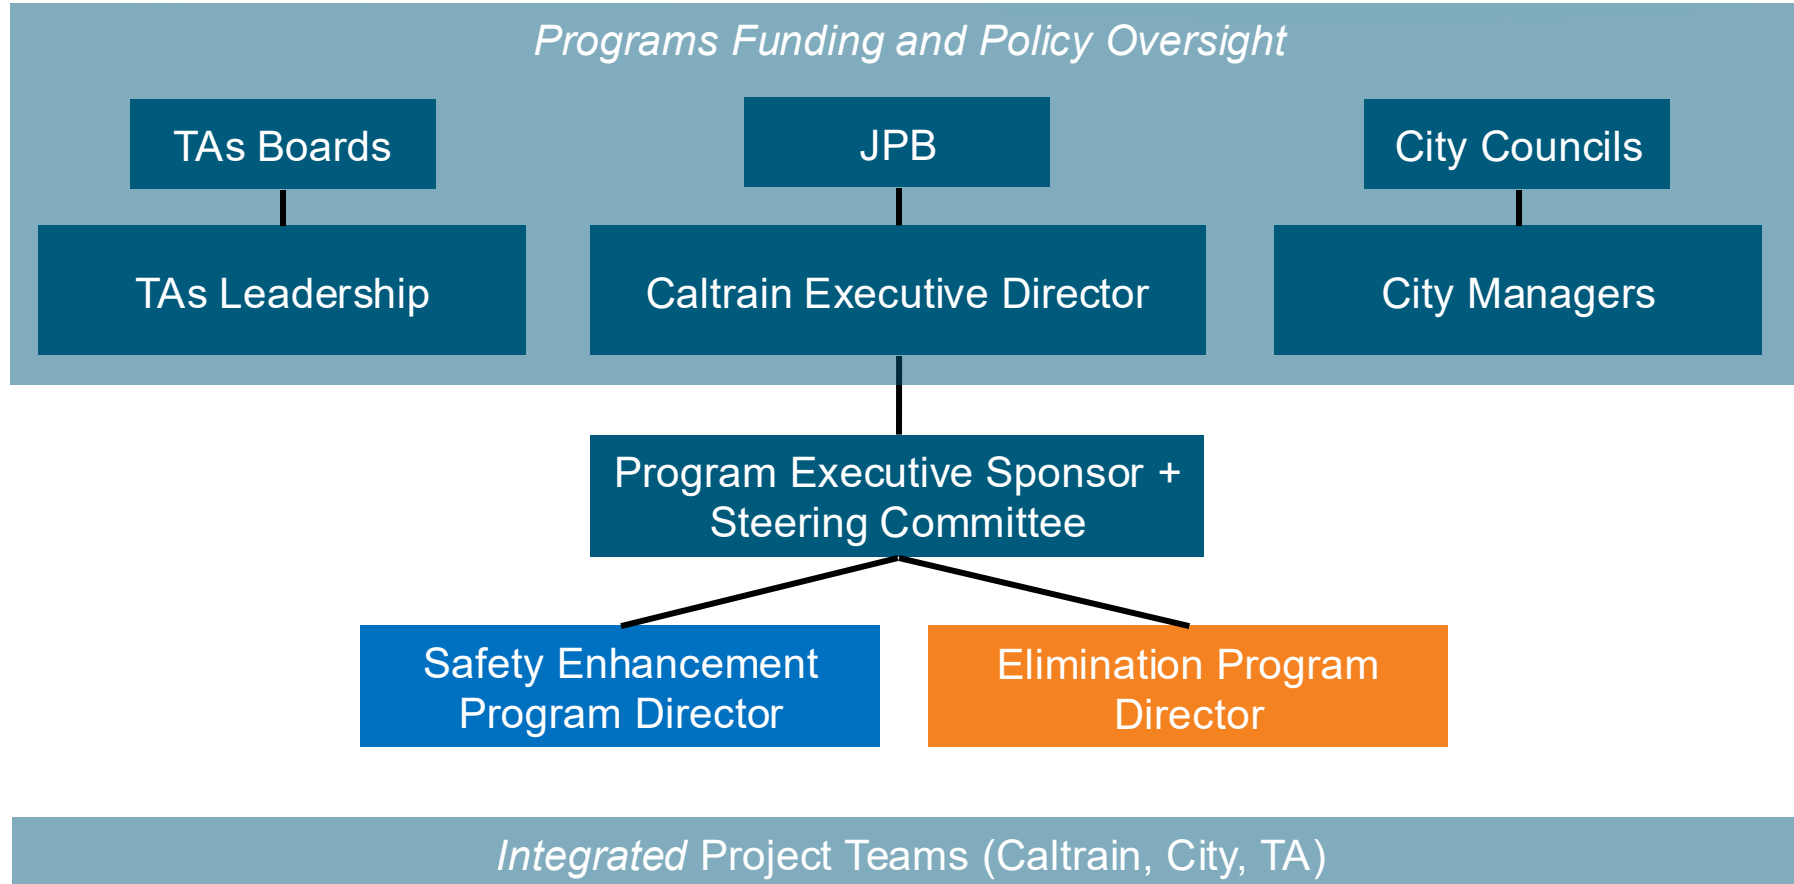 Programs Funding and Policy Oversight
TAs Boards
JPB
City Councils
TAs Leadership
Caltrain Executive Director
City Managers
Program Executive Sponsor +
Steering Committee
Safety Enhancement
Program Director
Elimination Program
Director
Integrated Project Teams (Caltrain, City, TA)